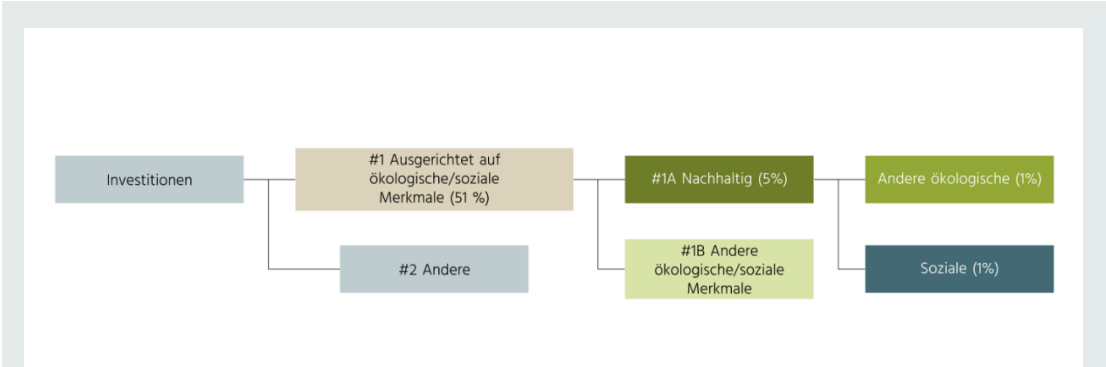 Investitionen
#1 Ausgerichtet auf
ökologische/soziale
Merkmale (51 %)
#1A Nachhaltig (5%)
Andere ökologische (1%)
#2 Andere
#1B Andere
ökologische/soziale
Merkmale
Soziale (1%)